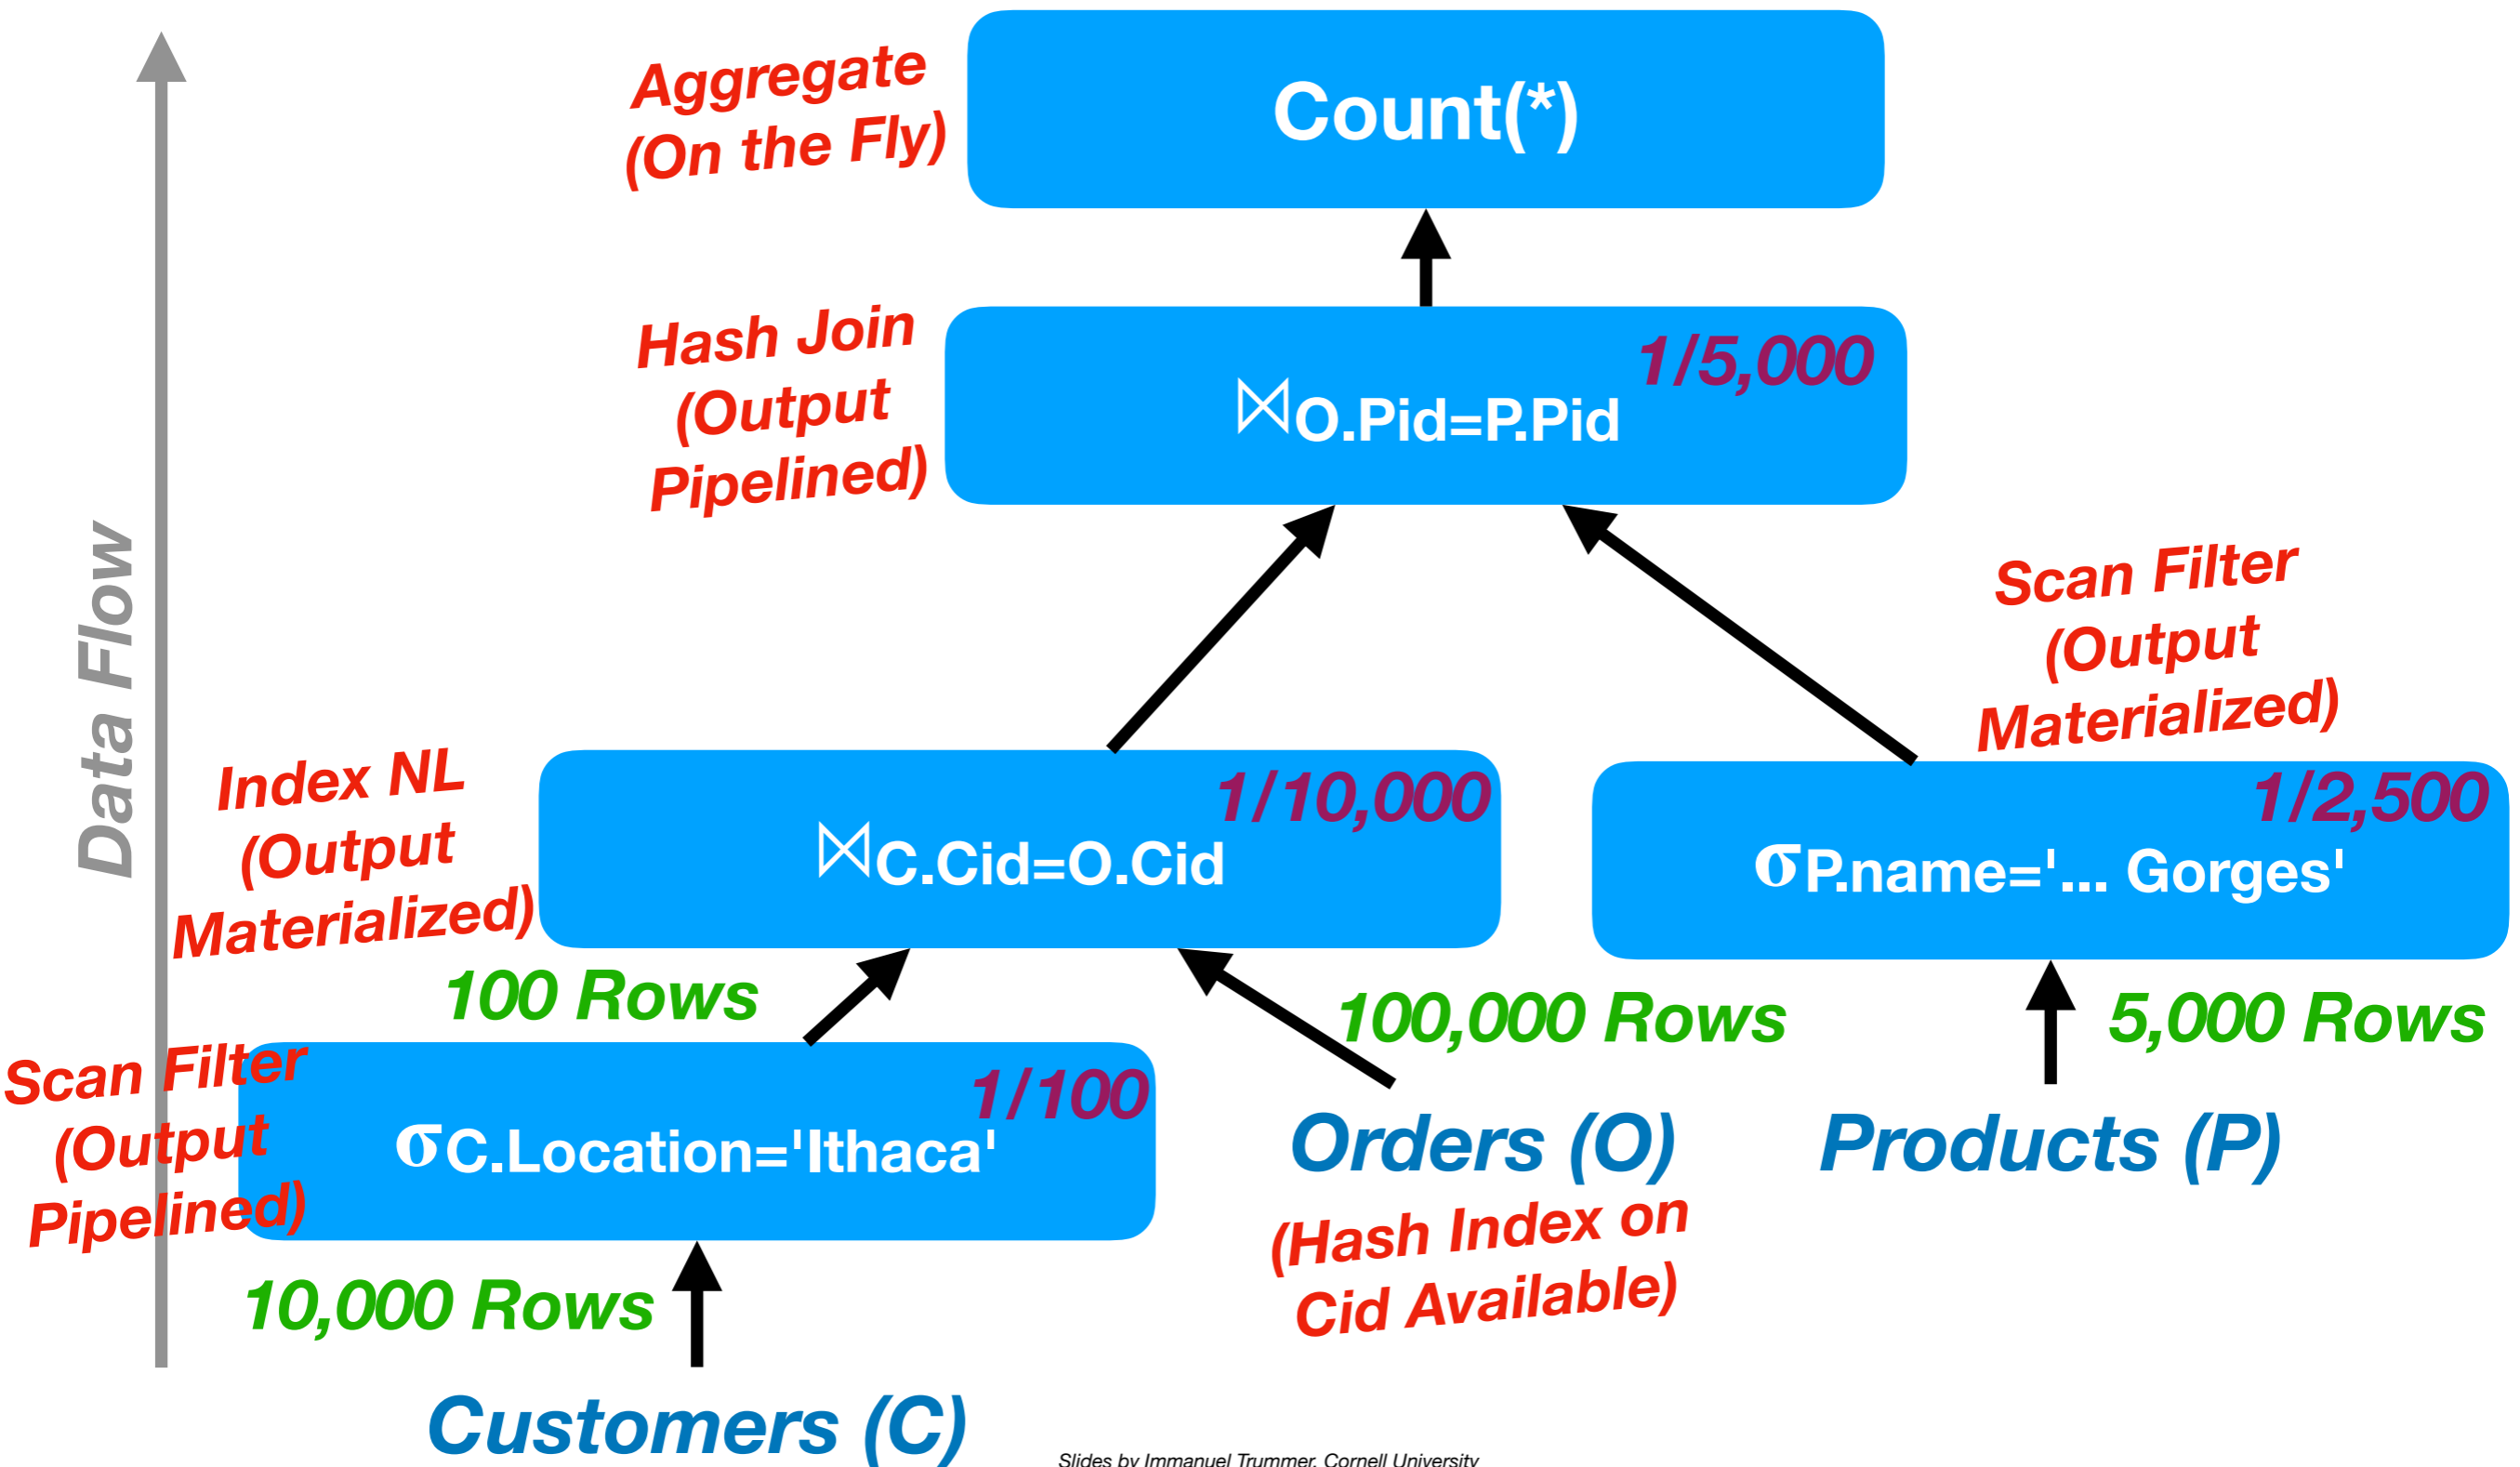 Aggregate
(On the Fly)
Count(*)
Hash Join
(Output
Pipelined)
1/5,000
⋈O.Pid=P.Pid
Data Flow
Scan Filter
(Output
Materialized)
Index NL
(Output
Materialized)
1/10,000
⋈C.Cid=O.Cid
1/2,500
σP.name='... Gorges'
100 Rows
100,000 Rows
5,000 Rows
Scan Filter
(Output
Pipelined)
1/100
σC.Location='Ithaca'
Orders (O)
(Hash Index on
Cid Available)
Products (P)
10,000 Rows
Customers (C)
Slides by Immanuel Trummer, Cornell University